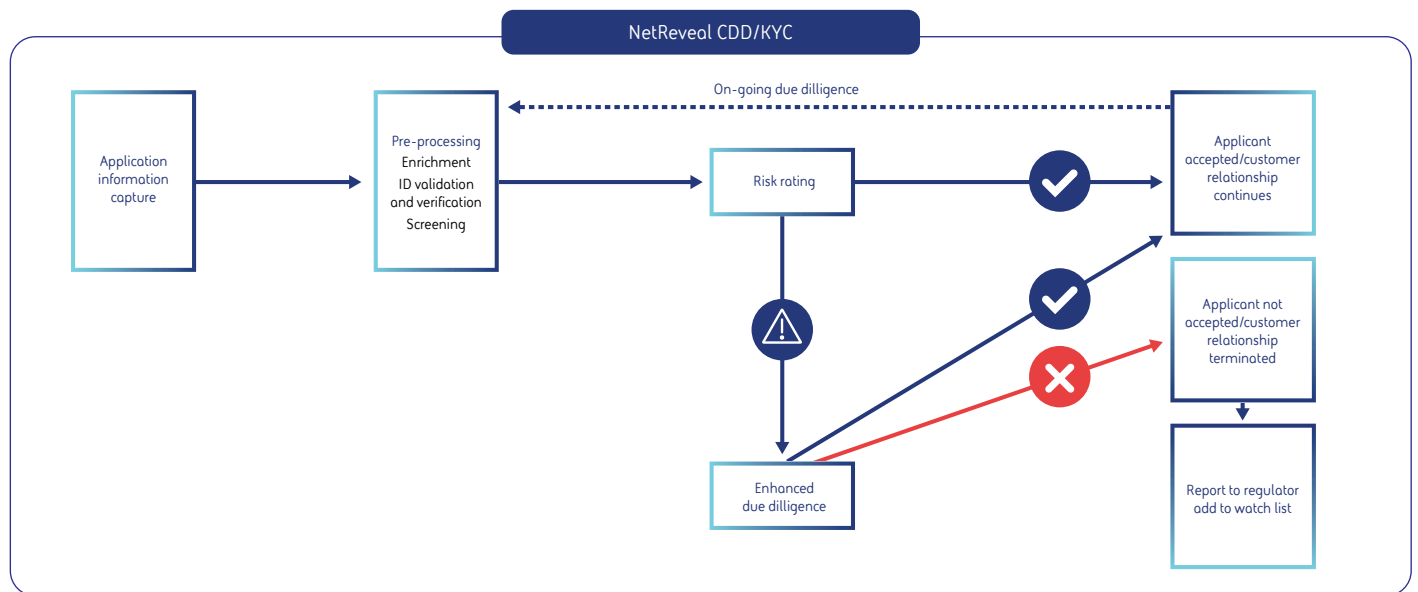 NetReveal CDD/KYC
On-going due dilligence
Application
information
capture
Pre-processing
Enrichment
ID validation
and verification
Screening
Risk rating
Applicant
accepted/customer
relationship
continues
Applicant not
accepted/customer
relationship
terminated
Enhanced
due dilligence
Report to regulator
add to watch list